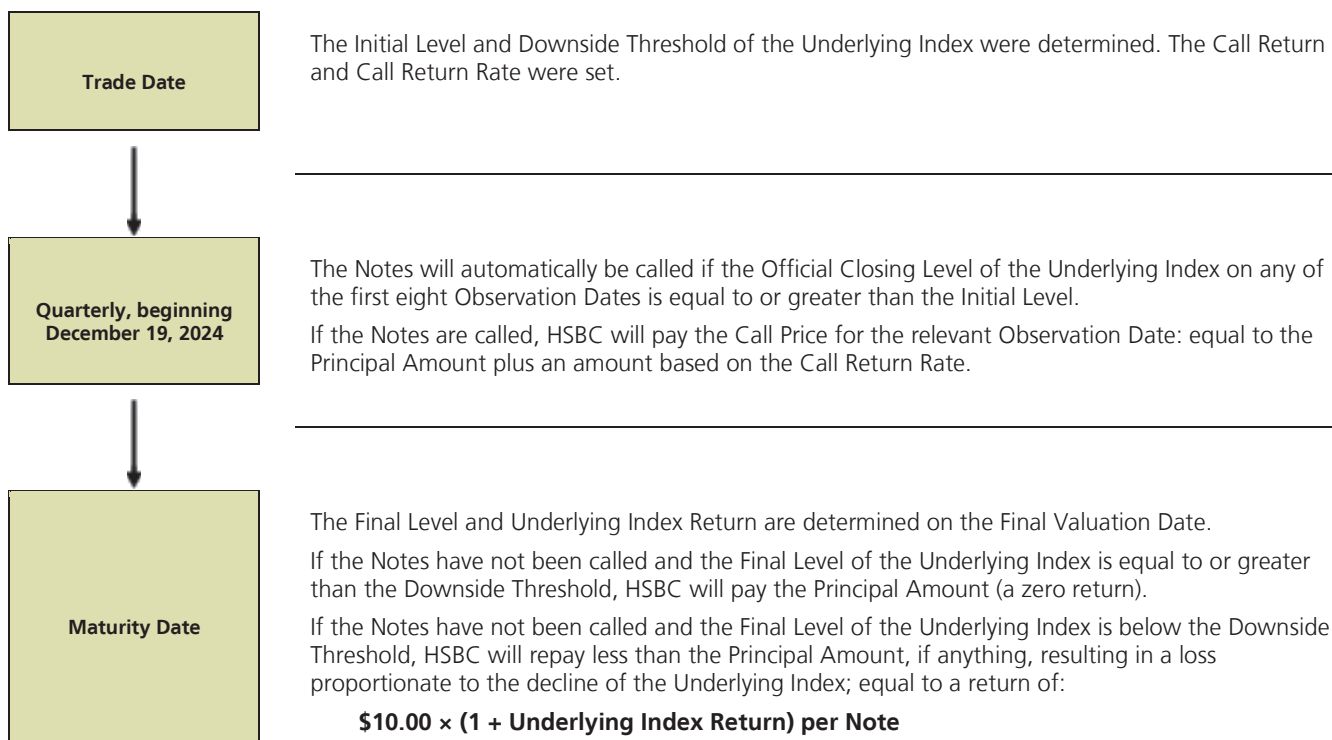 Trade Date
The Initial Level and Downside Threshold of the Underlying Index were determined. The Call Return
and Call Return Rate were set.
Quarterly, beginning
December 19, 2024
The Notes will automatically be called if the Official Closing Level of the Underlying Index on any of
the first eight Observation Dates is equal to or greater than the Initial Level.
If the Notes are called, HSBC will pay the Call Price for the relevant Observation Date: equal to the
Principal Amount plus an amount based on the Call Return Rate.
Maturity Date
The Final Level and Underlying Index Return are determined on the Final Valuation Date.
If the Notes have not been called and the Final Level of the Underlying Index is equal to or greater
than the Downside Threshold, HSBC will pay the Principal Amount (a zero return).
If the Notes have not been called and the Final Level of the Underlying Index is below the Downside
Threshold, HSBC will repay less than the Principal Amount, if anything, resulting in a loss
proportionate to the decline of the Underlying Index; equal to a return of:
$10.00 × (1 + Underlying Index Return) per Note